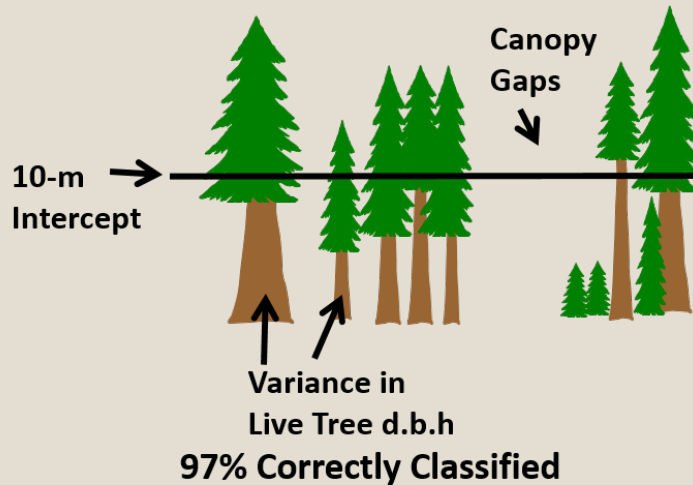 Canopy
Gaps
10-m
Intercept
Variance in
Live Tree d.b.h
97% Correctly Classified